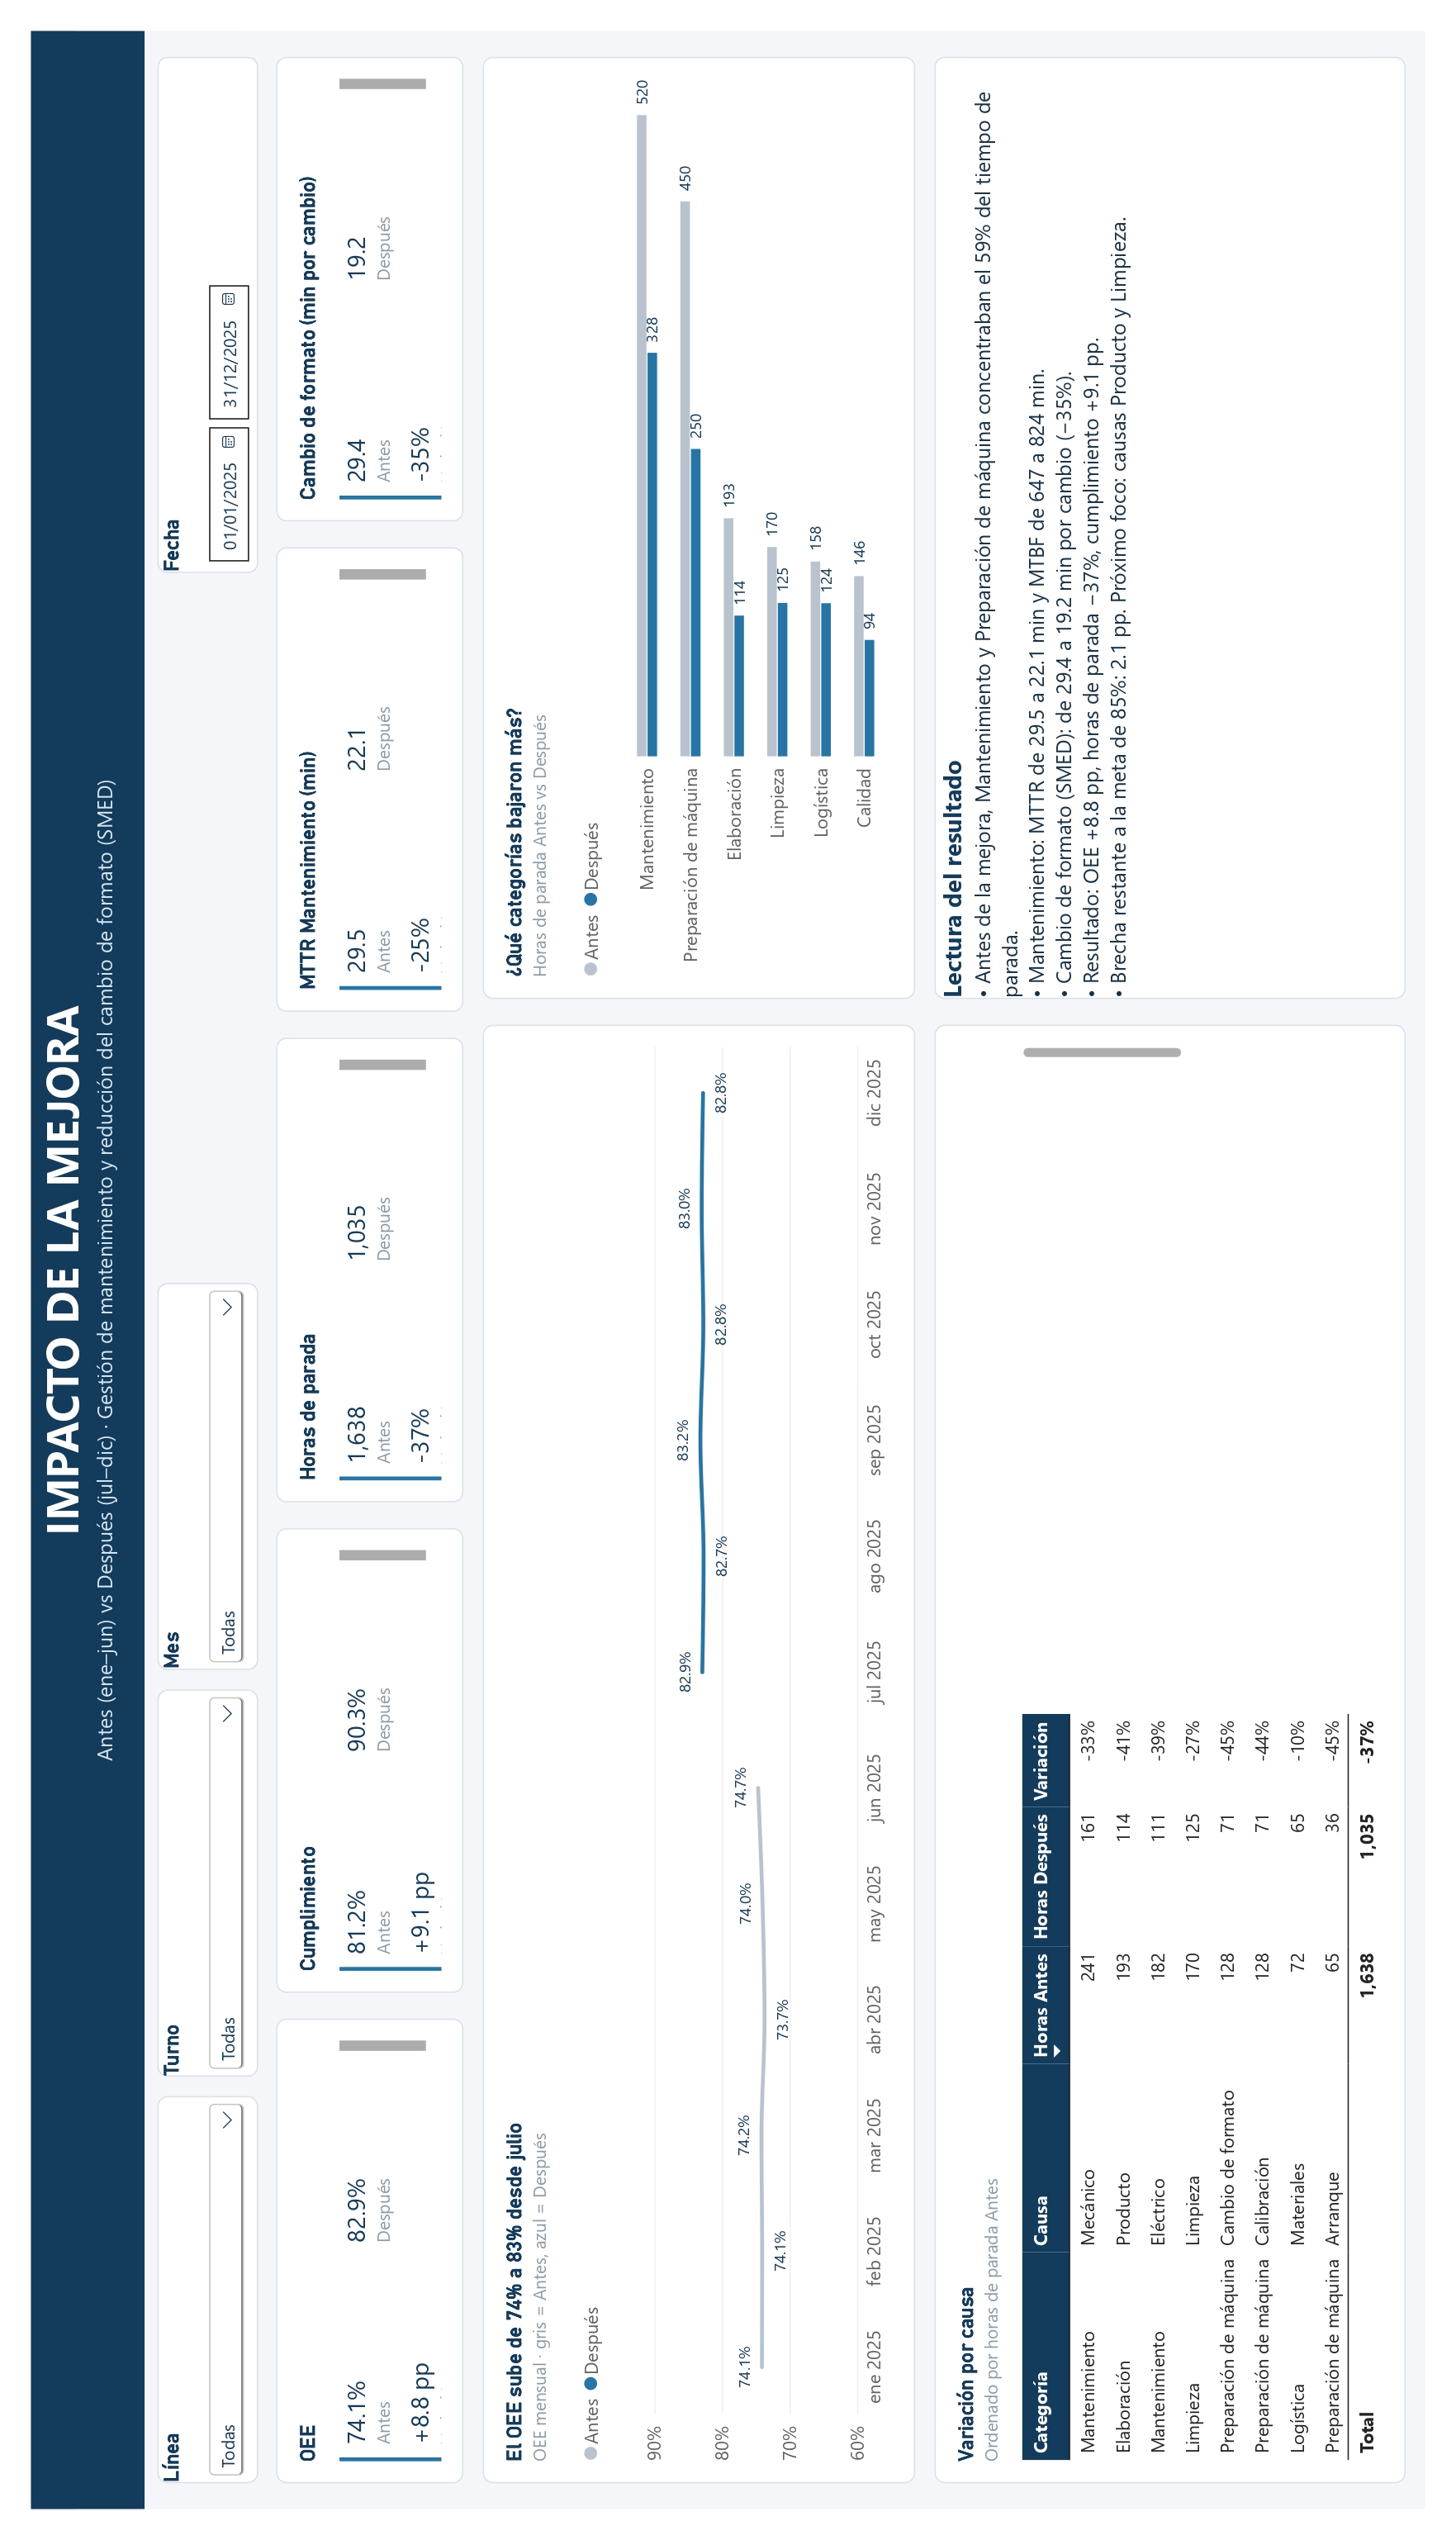 IMPACTO DE LA MEJORA
Antes (ene–jun) vs Después (jul–dic) · Gestión de mantenimiento y reducción del cambio de formato (SMED)
Línea
Todas
Turno
Todas
Mes
Todas
Fecha
01/01/2025
31/12/2025
OEE
74.1%
82.9%
Antes
Después
+8.8 pp
Cumplimiento
81.2%
90.3%
Antes
Después
+9.1 pp
Horas de parada
1,638
1,035
Antes
Después
-37%
MTTR Mantenimiento (min)
29.5
22.1
Antes
Después
-25%
Cambio de formato (min por cambio)
29.4
19.2
Antes
Después
-35%
El OEE sube de 74% a 83% desde julio
OEE mensual · gris = Antes, azul = Después
Antes Después
90%
80%
70%
60%
74.1%
74.1%
74.2%
73.7%
74.0%
74.7%
82.9%
82.7%
83.2%
82.8%
83.0%
82.8%
ene 2025 feb 2025 mar 2025 abr 2025 may 2025 jun 2025 jul 2025 ago 2025 sep 2025 oct 2025 nov 2025 dic 2025
¿Qué categorías bajaron más?
Horas de parada Antes vs Después
Antes Después
Mantenimiento 520
328
Preparación de máquina 450
250
Elaboración 193
114
Limpieza 170
125
Logística 158
124
Calidad 146
94
Variación por causa
Ordenado por horas de parada Antes
Categoría Causa Horas Antes Horas Después Variación
Mantenimiento Mecánico 241 161 -33%
Elaboración Producto 193 114 -41%
Mantenimiento Eléctrico 182 111 -39%
Limpieza Limpieza 170 125 -27%
Preparación de máquina Cambio de formato 128 71 -45%
Preparación de máquina Calibración 128 71 -44%
Logística Materiales 72 65 -10%
Preparación de máquina Arranque 65 36 -45%
Total 1,638 1,035 -37%
Lectura del resultado
• Antes de la mejora, Mantenimiento y Preparación de máquina concentraban el 59% del tiempo de
parada.
• Mantenimiento: MTTR de 29.5 a 22.1 min y MTBF de 647 a 824 min.
• Cambio de formato (SMED): de 29.4 a 19.2 min por cambio (−35%).
• Resultado: OEE +8.8 pp, horas de parada −37%, cumplimiento +9.1 pp.
• Brecha restante a la meta de 85%: 2.1 pp. Próximo foco: causas Producto y Limpieza.